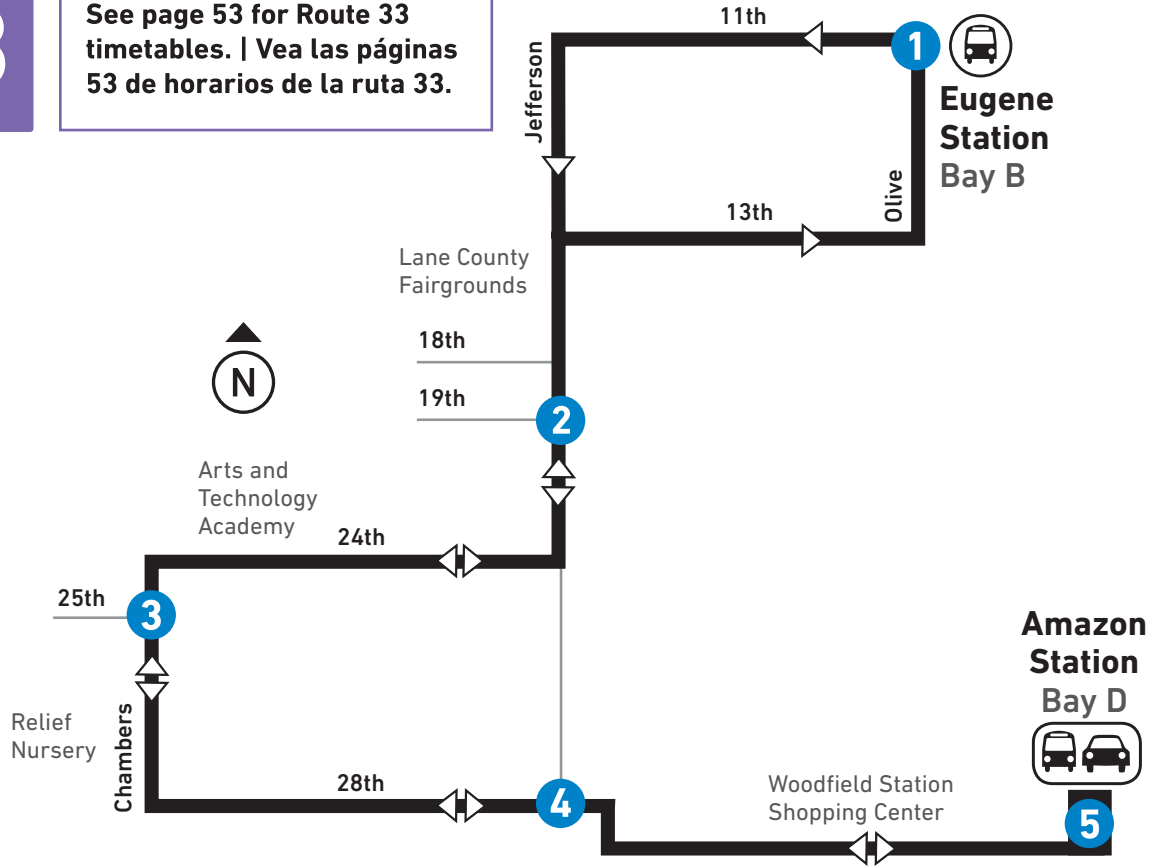 See page 53 for Route 33
timetables. | Vea las páginas
53 de horarios de la ruta 33.
11th
1
Jefferson
Eugene
Station
Bay B
Olive
13th
Lane County
Fairgrounds
18th
N
19th
2
Arts and
Technology
Academy
24th
25th
3
Amazon
Station
Bay D
Relief
Nursery
Chambers
28th
4
Woodfield Station
Shopping Center
5